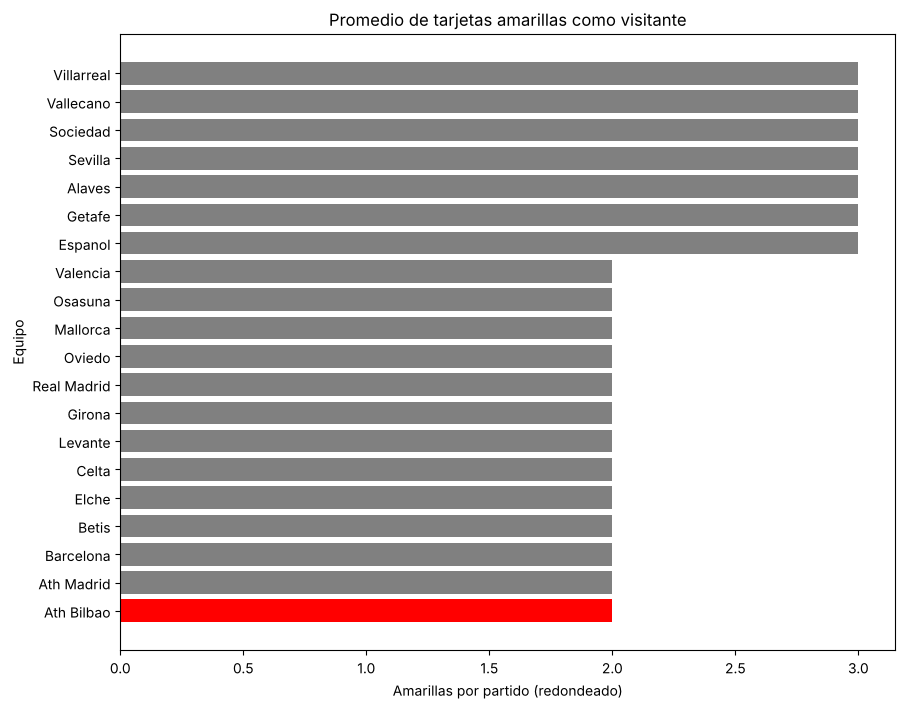 Promedio de tarjetas amarillas como visitante
Villarreal
Vallecano
Sociedad
Sevilla
Alaves
Getafe
Espanol
Valencia
Osasuna
Mallorca
Oviedo
Real Madrid
Girona
Levante
Celta
Elche
Betis
Barcelona
Ath Madrid
Ath Bilbao
Equipo
0.0 0.5 1.0 1.5 2.0 2.5 3.0
Amarillas por partido (redondeado)